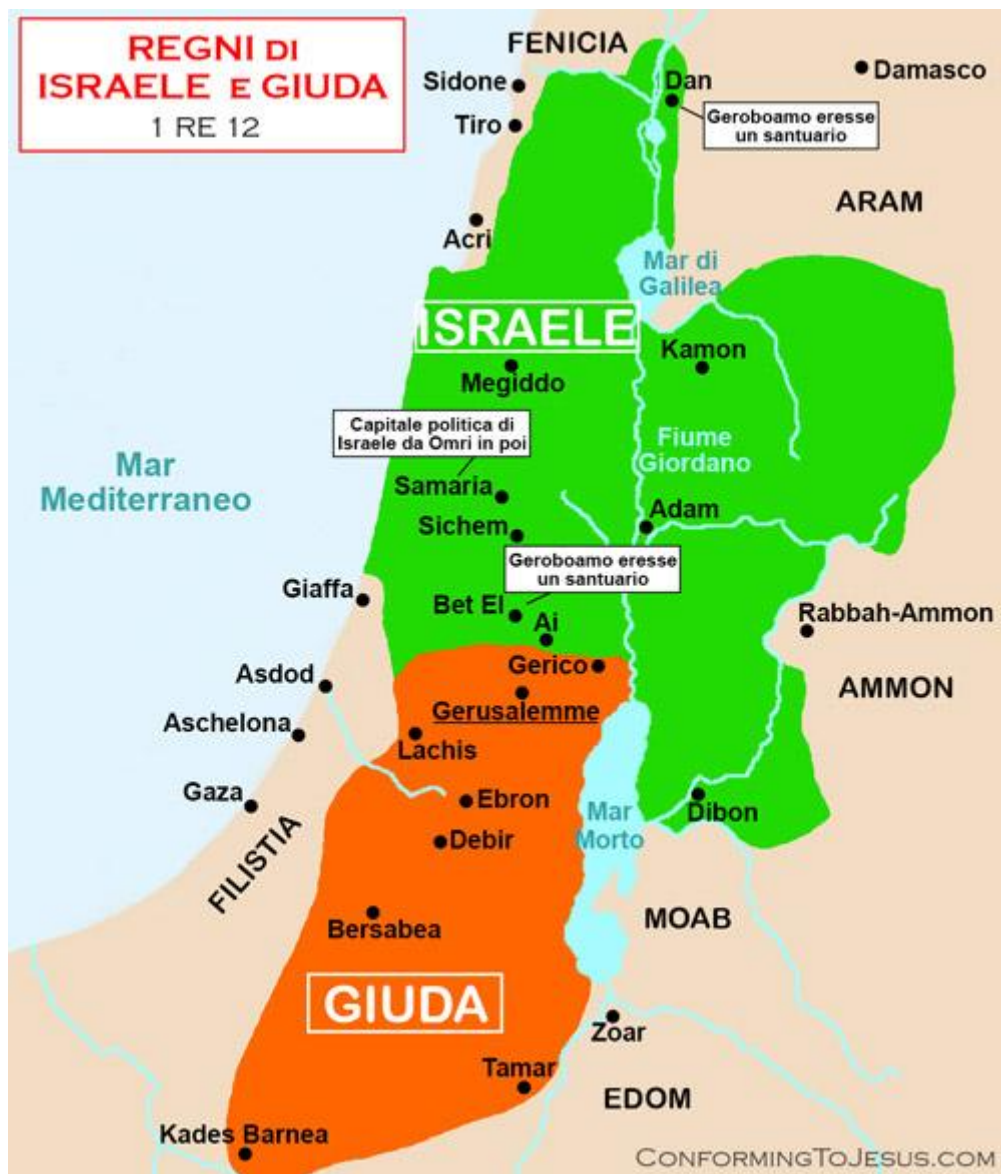 REGNI DI
ISRAELE E GIUDA
1 RE 12
FENICIA
Sidone
Dan
Damasco
Geroboamo eresse
un santuario
Tiro
ARAM
Acri
Mar di
Galilea
ISRAELE
Kamon
Megiddo
Capitale politica di
Israele da Omri in poi
Fiume
Giordano
Mar
Mediterraneo
Samaria
Adam
Sichem
Geroboamo eresse
un santuario
Giaffa
Bet El
Ai
Rabbah-Ammon
Gerico
Asdod
AMMON
Gerusalemme
Aschelona
Lachis
Gaza
Ebron
Dibon
Mar
Morto
Debir
FILISTIA
MOAB
Bersabea
GIUDA
Zoar
Tamar
EDOM
Kades Barnea
CONFORMINGTOJESUS.COM